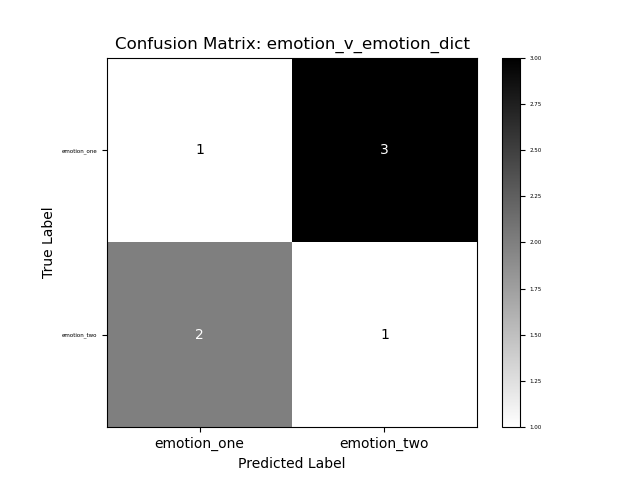 Confusion Matrix: emotion_v_emotion_dict
True Label
emotion_one
1
3
emotion_two
2
1
emotion_one
emotion_two
Predicted Label
3.00
2.75
2.50
2.25
2.00
1.75
1.50
1.25
1.00